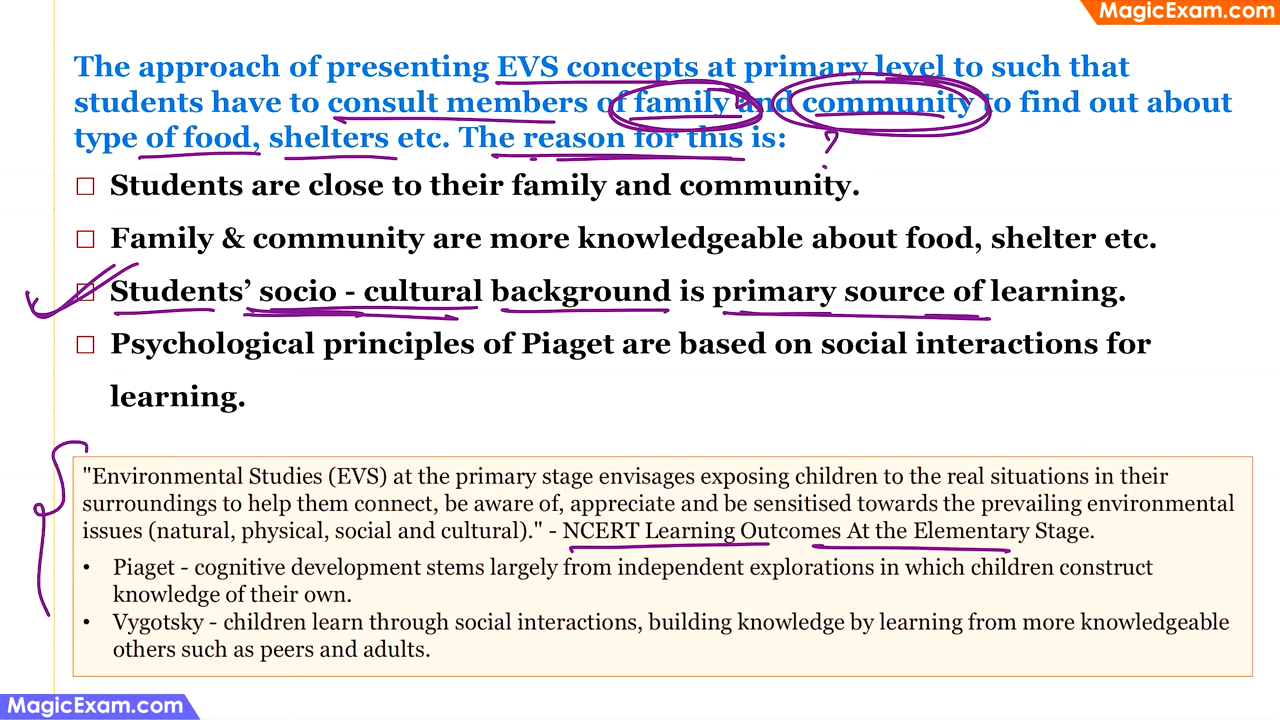 MagicExam.com
The approach of presenting EVS concepts at primary level to such that
students have to consult members of family and community to find out about
type of food, shelters etc. The reason for this is:
□ Students are close to their family and community.
□ Family & community are more knowledgeable about food, shelter etc.
□ Students’ socio - cultural background is primary source of learning.
□ Psychological principles of Piaget are based on social interactions for
learning.
"Environmental Studies (EVS) at the primary stage envisages exposing children to the real situations in their
surroundings to help them connect, be aware of, appreciate and be sensitised towards the prevailing environmental
issues (natural, physical, social and cultural)." - NCERT Learning Outcomes At the Elementary Stage.
• Piaget - cognitive development stems largely from independent explorations in which children construct
knowledge of their own.
• Vygotsky - children learn through social interactions, building knowledge by learning from more knowledgeable
others such as peers and adults.
MagicExam.com